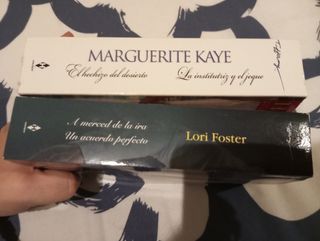 MARGUERITE KAYE
El hechizo del desierto La institutriz y el jeque
A merced de la ira
Un acuerdo perfecto
Lori Foster